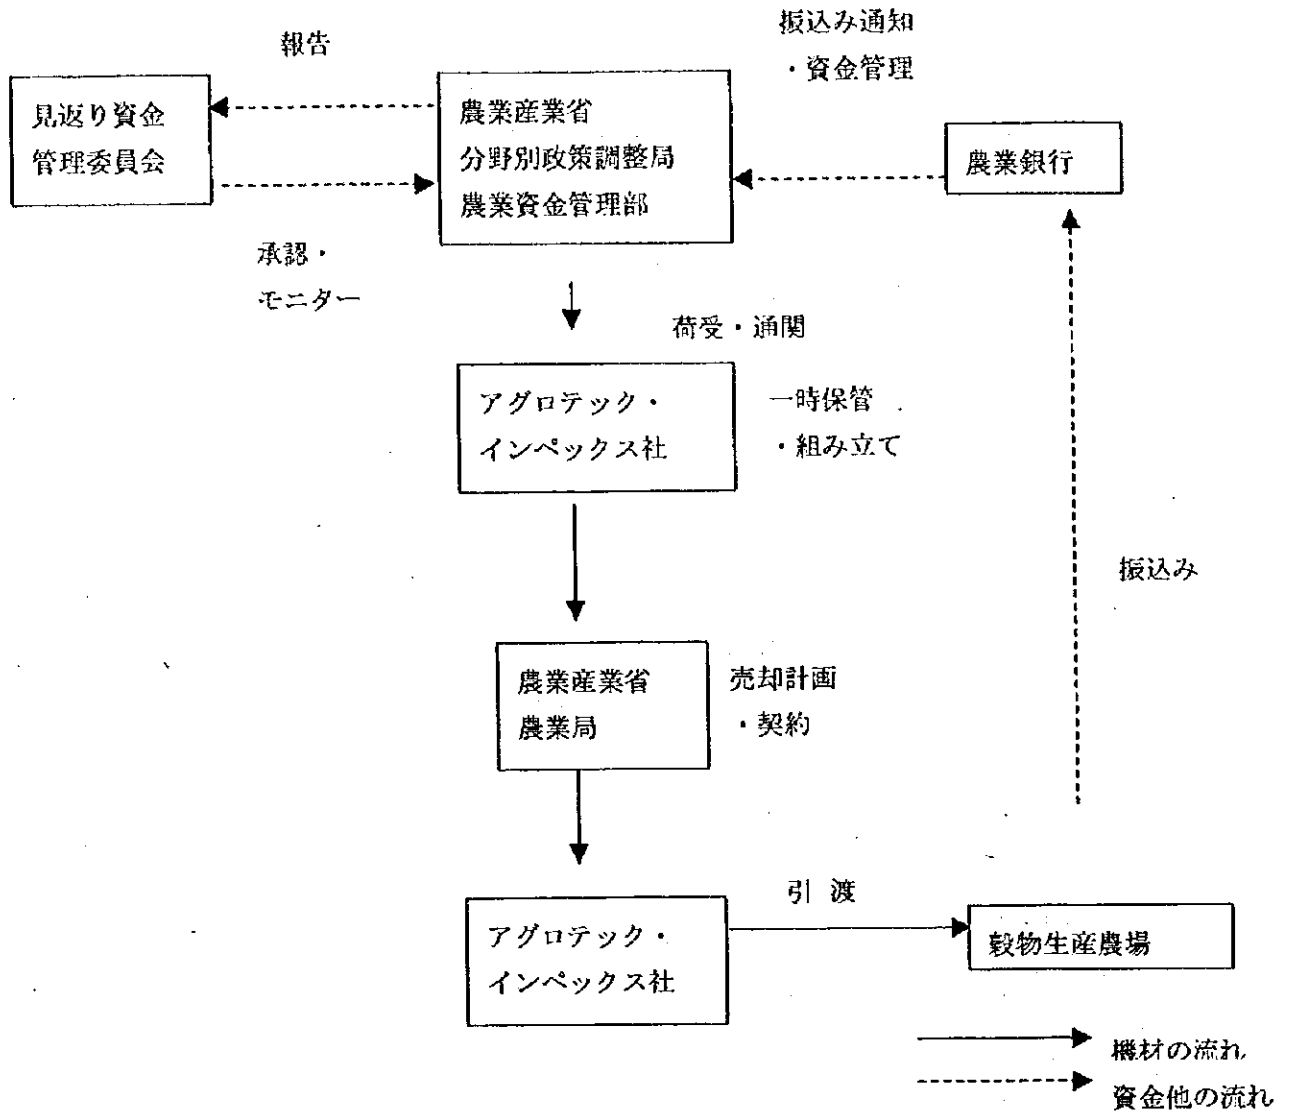 報告
振込み通知
・資金管理
見返り資金
管理委員会
農業産業省
分野別政策調整局
農業資金管理部
農業銀行
承認・
モニター
荷受・通関
アグロテック・
インペックス社
一時保管
・組み立て
振込み
農業産業省
農業局
売却計画
・契約
アグロテック・
インペックス社
引 渡
穀物生産農場
機材の流れ
資金他の流れ